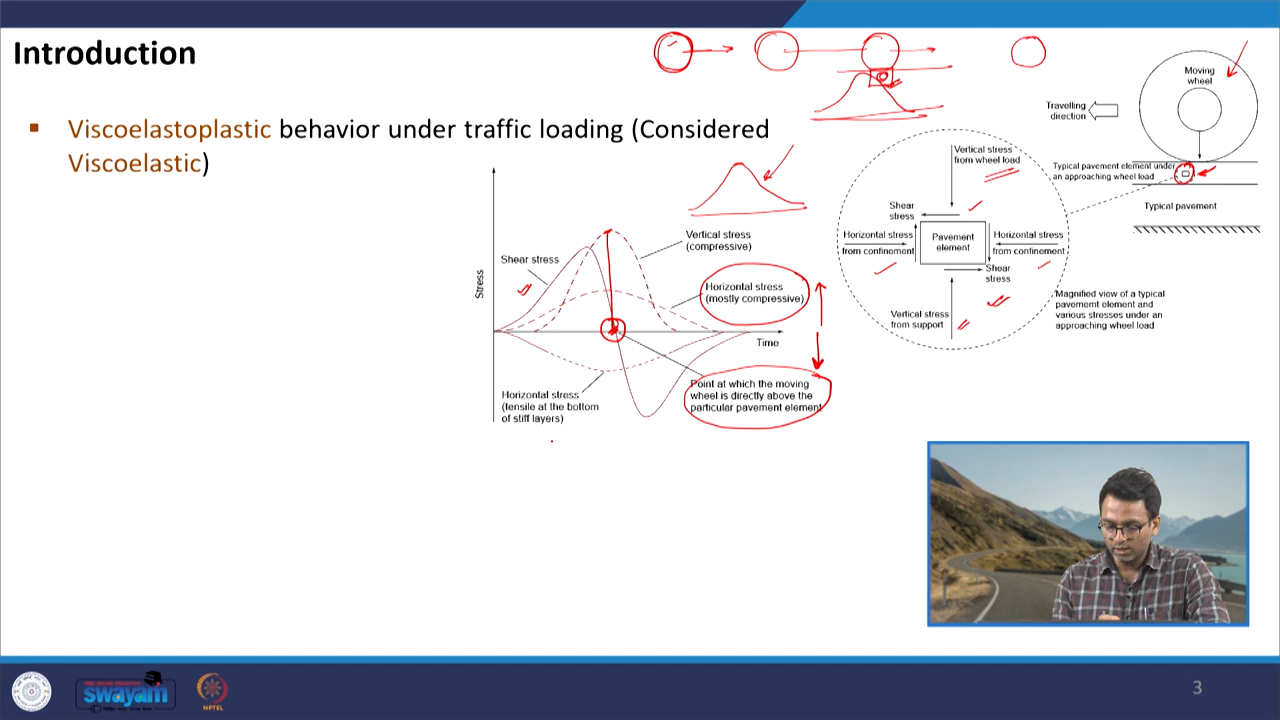 Introduction
▪ Viscoelastoplastic behavior under traffic loading (Considered
Viscoelastic)
Stress
Shear stress
Vertical stress
(compressive)
Horizontal stress
(mostly compressive)
Time
Point at which the moving
wheel is directly above the
particular pavement element
Horizontal stress
(tensile at the bottom
of stiff layers)
Moving
wheel
Travelling
direction
Typical pavement element under
an approaching wheel load
Typical pavement
Vertical stress
from wheel load
Shear
stress
Horizontal stress
from confinement
Pavement
element
Horizontal stress
from confinement
Shear
stress
Vertical stress
from support
Magnified view of a typical
pavememt element and
various stresses under an
approaching wheel load
swayam
NPTEL
3